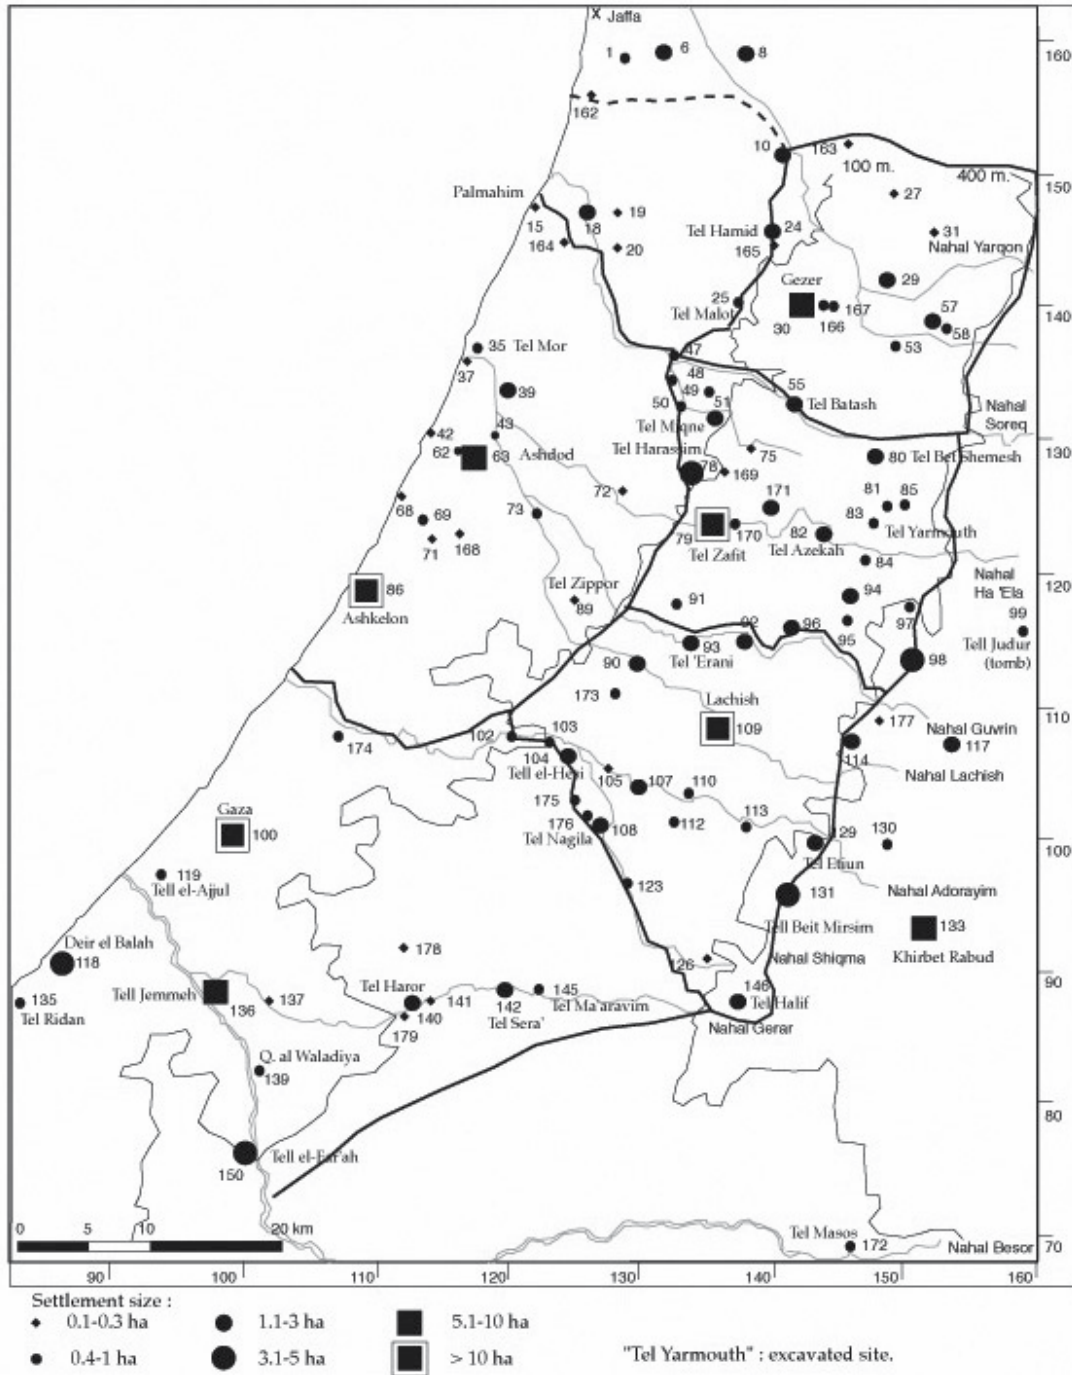 Jaffa
160
1
6
8
162
10
163
100 m.
400 m.
150
27
Palmahim
15
18
19
164
20
Tel Hamid
24
165
31
Nahal Yarqon
Gezer
29
25
Tel Malot
30
166
167
57
58
140
53
35
Tel Mor
37
47
39
48
49
50
51
55
Tel Batash
Nahal
Soreq
42
43
62
63
Ashdod
Tel Miqne
Tel Harassim
75
130
78
169
80
Tel Bet Shemesh
68
69
71
168
72
73
171
81
85
83
Tel Yarmouth
79
Tel Zafit
170
82
Tel Azekah
84
86
Ashkelon
Tel Zippor
89
91
94
95
97
Nahal
Ha 'Ela
99
120
Tell Judur
(tomb)
92
96
93
Tel 'Erani
90
98
173
Lachish
109
177
Nahal Guvrin
117
110
174
102
103
104
Tell el-Hesi
105
107
110
114
Nahal Lachish
Gaza
100
175
176
Tel Nagila
108
112
113
129
Tel Etiun
130
100
119
Tell el-Ajjul
123
131
Tell Beit Mirsim
Nahal Adorayim
133
Khirbet Rabud
Deir el Balah
118
178
126
Nahal Shiqma
90
135
Tel Ridan
Tell Jemmeh
136
137
Tel Haror
140
141
179
142
Tel Sera'
145
Tel Ma'aravim
146
Tel Halif
Nahal Gerar
Q. al Waladiya
139
80
150
Tell el-Far'ah
0 5 10 20 km
Tel Masos
172
Nahal Besor
70
90 100 110 120 130 140 150 160
Settlement size :
0.1-0.3 ha 1.1-3 ha 5.1-10 ha
0.4-1 ha 3.1-5 ha > 10 ha
"Tel Yarmouth" : excavated site.